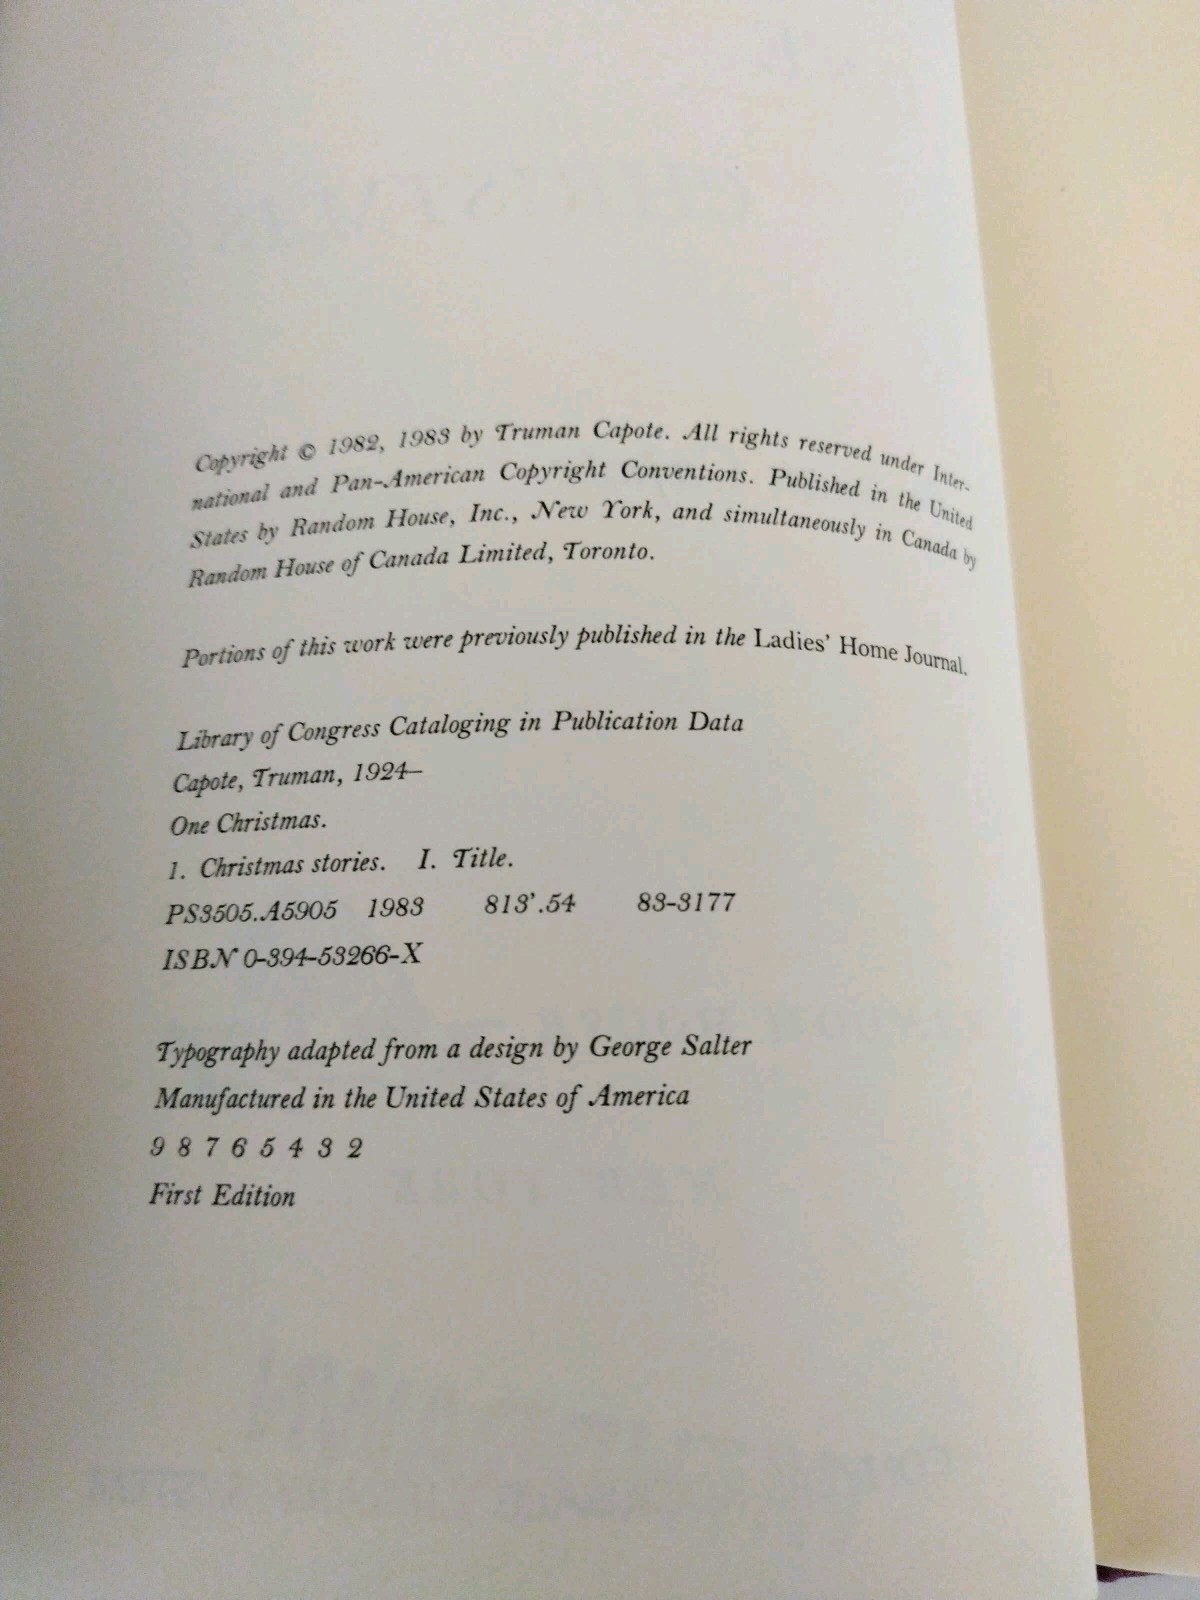 Copyright © 1982, 1983 by Truman Capote. All rights reserved under Inter-
national and Pan-American Copyright Conventions. Published in the United
States by Random House, Inc., New York, and simultaneously in Canada by
Random House of Canada Limited, Toronto.
Portions of this work were previously published in the Ladies' Home Journal.
Library of Congress Cataloging in Publication Data
Capote, Truman, 1924–
One Christmas.
1. Christmas stories. I. Title.
PS3505.A5905 1983 813'.54 83-3177
ISBN 0-394-53266-X
Typography adapted from a design by George Salter
Manufactured in the United States of America
9 8 7 6 5 4 3 2
First Edition